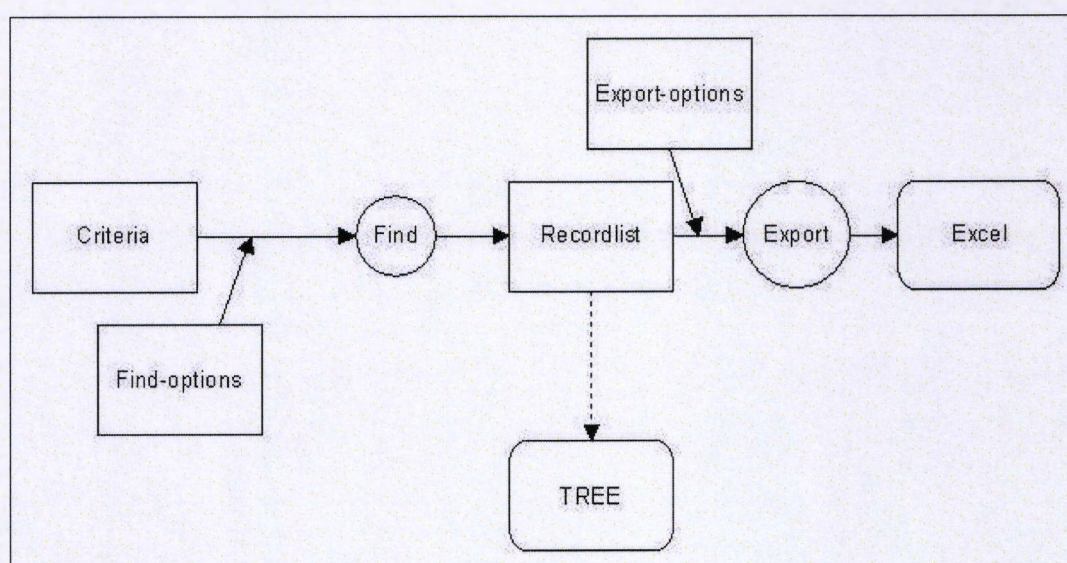 Export-options
Criteria
Find
Recordlist
Export
Excel
Find-options
TREE